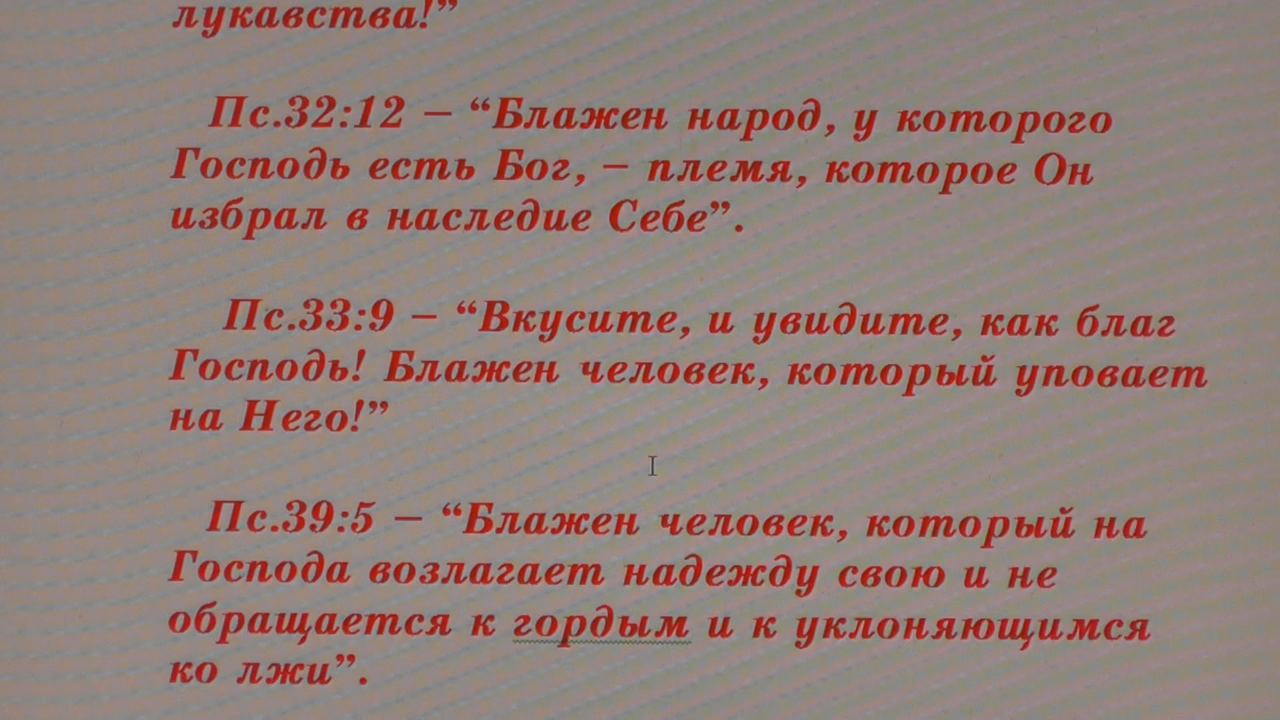 лукавства!”
Пс.32:12 – “Блажен народ, у которого
Господь есть Бог, – племя, которое Он
избрал в наследие Себе”.
Пс.33:9 – “Вкусите, и увидите, как благ
Господь! Блажен человек, который уповает
на Него!”
Пс.39:5 – “Блажен человек, который на
Господа возлагает надежду свою и не
обращается к гордым и к уклоняющимся
ко лжи”.